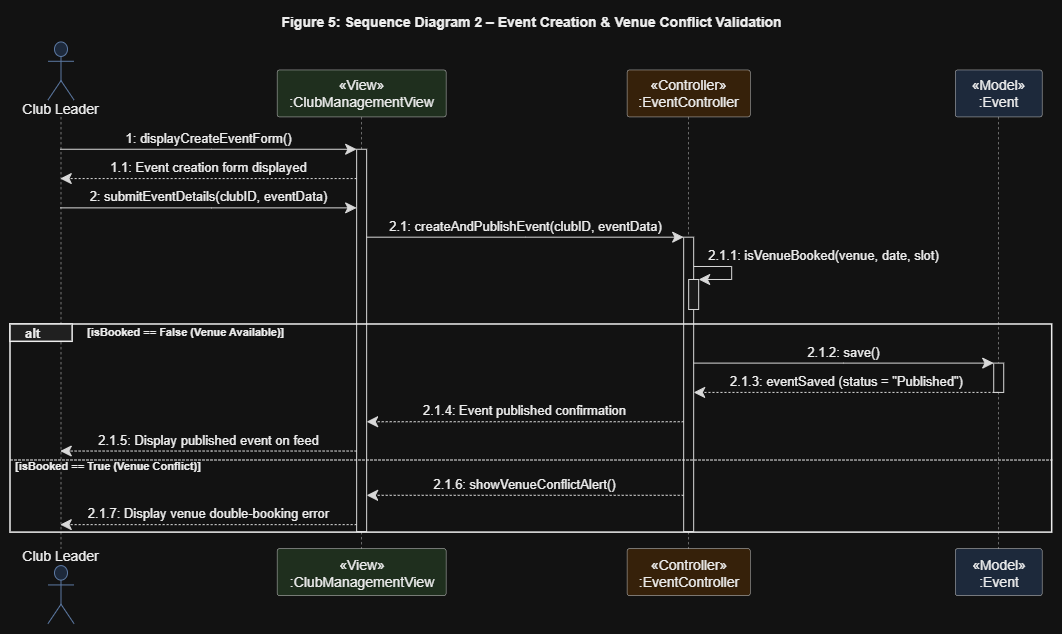 Figure 5: Sequence Diagram 2 – Event Creation & Venue Conflict Validation
Club Leader
«View»
:ClubManagementView
«Controller»
:EventController
«Model»
:Event
1: displayCreateEventForm()
1.1: Event creation form displayed
2: submitEventDetails(clubID, eventData)
2.1: createAndPublishEvent(clubID, eventData)
2.1.1: isVenueBooked(venue, date, slot)
alt
[isBooked == False (Venue Available)]
2.1.2: save()
2.1.3: eventSaved (status = "Published")
2.1.4: Event published confirmation
2.1.5: Display published event on feed
[isBooked == True (Venue Conflict)]
2.1.6: showVenueConflictAlert()
2.1.7: Display venue double-booking error
Club Leader
«View»
:ClubManagementView
«Controller»
:EventController
«Model»
:Event